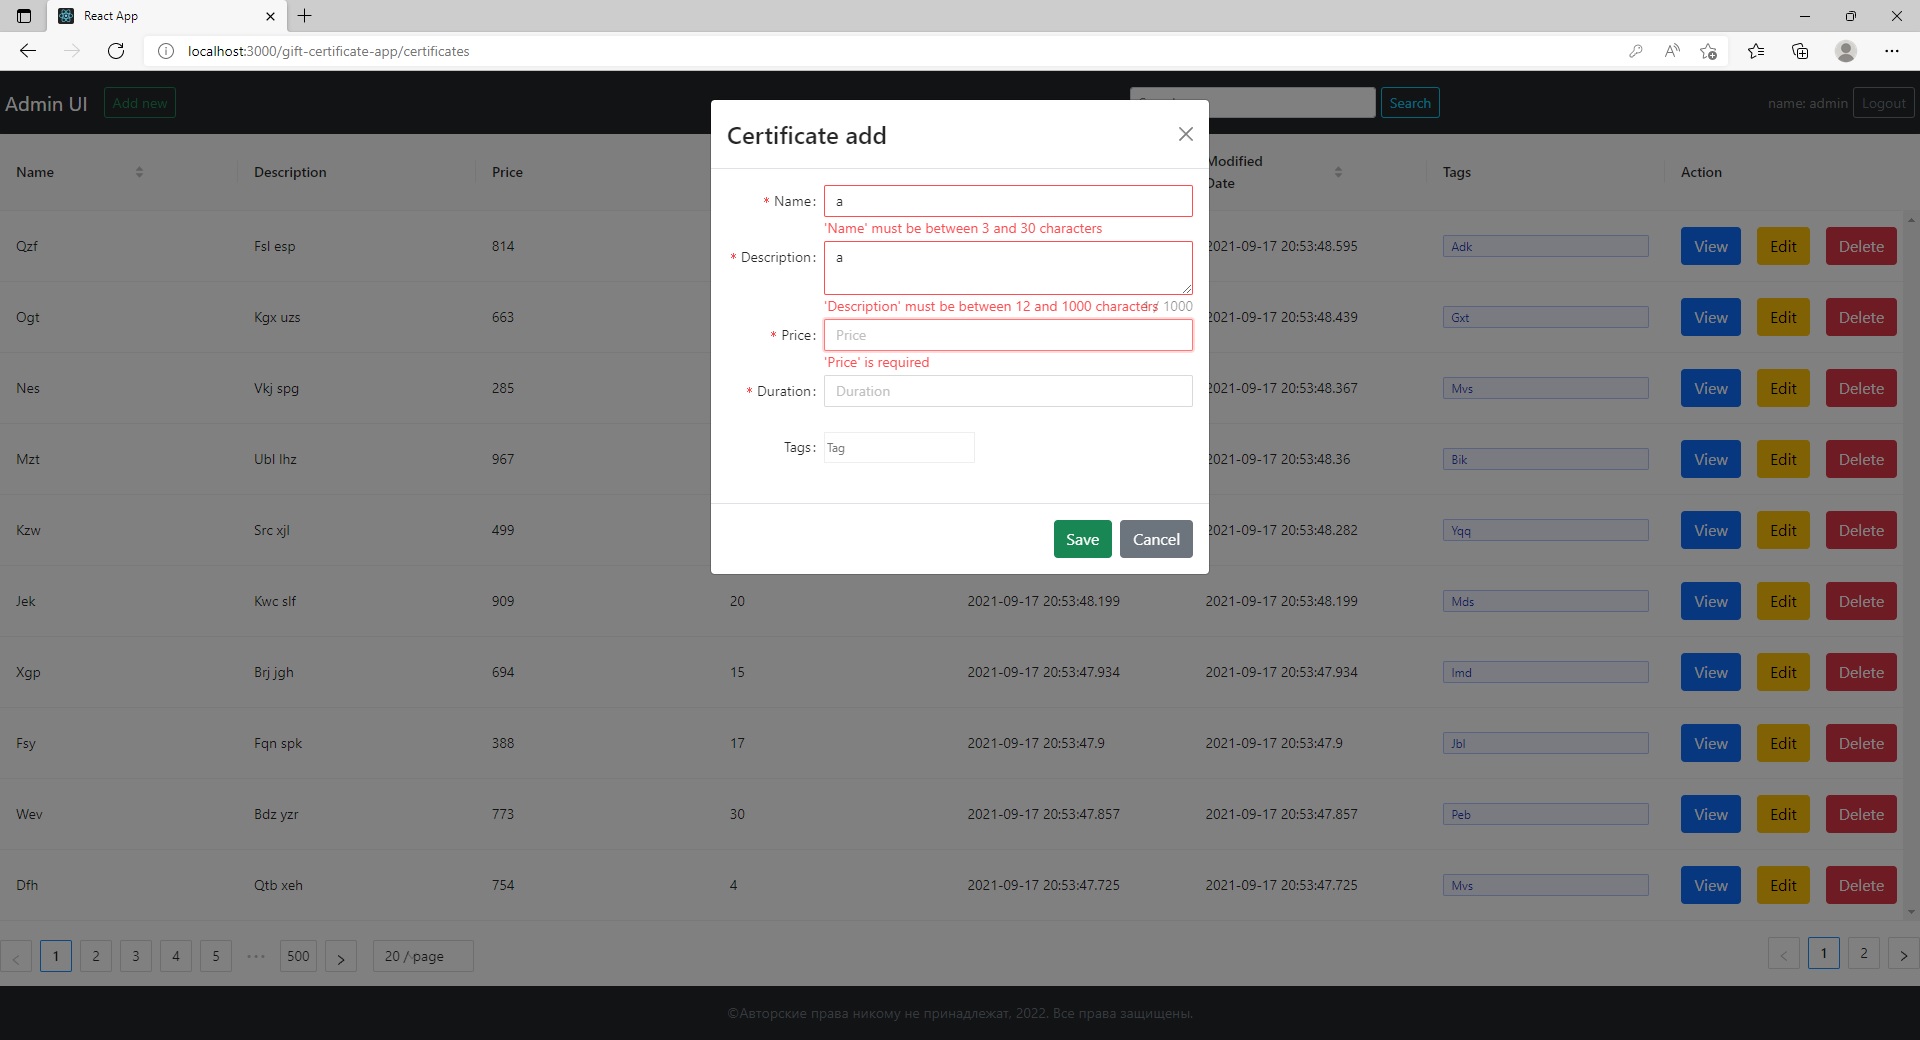 React App
localhost:3000/gift-certificate-app/certificates
Admin UI
Add new
Search
name: admin
Logout
Certificate add
* Name:
a
'Name' must be between 3 and 30 characters
* Description:
a
'Description' must be between 12 and 1000 characters
/ 1000
* Price:
Price
'Price' is required
* Duration:
Duration
Tags:
Tag
Save
Cancel
Name Description Price Modified Date Tags Action
Qzf Fsl esp 814 2021-09-17 20:53:48.595 Adk View Edit Delete
Ogt Kgx uzs 663 2021-09-17 20:53:48.439 Gxt View Edit Delete
Nes Vkj spg 285 2021-09-17 20:53:48.367 Mvs View Edit Delete
Mzt Ubl lhz 967 2021-09-17 20:53:48.36 Bik View Edit Delete
Kzw Src xjl 499 2021-09-17 20:53:48.282 Yqq View Edit Delete
Jek Kwc slf 909 20 2021-09-17 20:53:48.199 2021-09-17 20:53:48.199 Mds View Edit Delete
Xgp Brj jgh 694 15 2021-09-17 20:53:47.934 2021-09-17 20:53:47.934 Imd View Edit Delete
Fsy Fqn spk 388 17 2021-09-17 20:53:47.9 2021-09-17 20:53:47.9 Jbl View Edit Delete
Wev Bdz yzr 773 30 2021-09-17 20:53:47.857 2021-09-17 20:53:47.857 Peb View Edit Delete
Dfh Qtb xeh 754 4 2021-09-17 20:53:47.725 2021-09-17 20:53:47.725 Mvs View Edit Delete
< 1 2 3 4 5 ••• 500 > 20 / page
< 1 2 >
©Авторские права никому не принадлежат, 2022. Все права защищены.